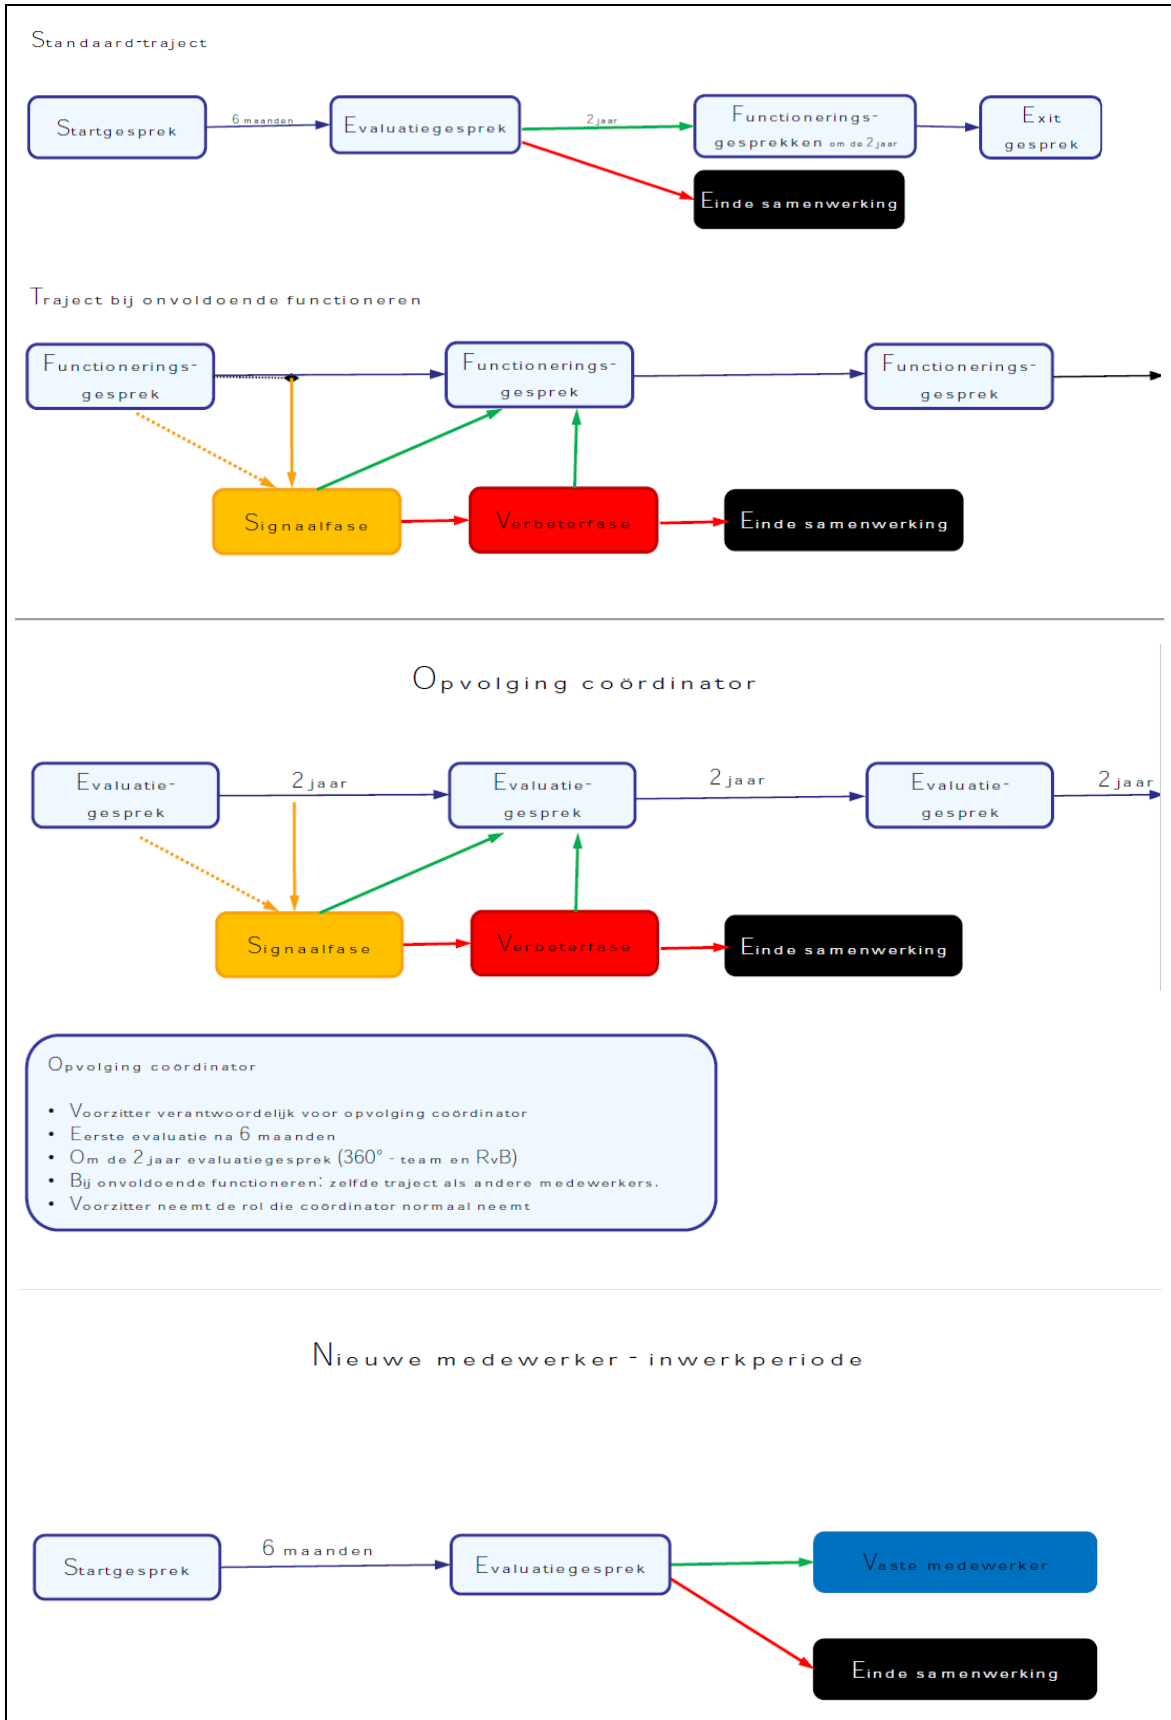 Standaard-traject
Startgesprek
6 maanden
Evaluatiegesprek
2 jaar
Functionerings-
gesprekken om de 2 jaar
Exit
gesprek
Einde samenwerking
Traject bij onvoldoende functioneren
Functionerings-
gesprek
Functionerings-
gesprek
Functionerings-
gesprek
Signaalfase
Verbeterfase
Einde samenwerking
Opvolging coördinator
Evaluatie-
gesprek
2 jaar
Evaluatie-
gesprek
2 jaar
Evaluatie-
gesprek
2 jaar
Signaalfase
Verbeterfase
Einde samenwerking
Opvolging coördinator
• Voorzitter verantwoordelijk voor opvolging coördinator
• Eerste evaluatie na 6 maanden
• Om de 2 jaar evaluatiegesprek (360° - team en RvB)
• Bij onvoldoende functioneren: zelfde traject als andere medewerkers.
• Voorzitter neemt de rol die coördinator normaal neemt
Nieuwe medewerker - inwerkperiode
Startgesprek
6 maanden
Evaluatiegesprek
Vaste medewerker
Einde samenwerking